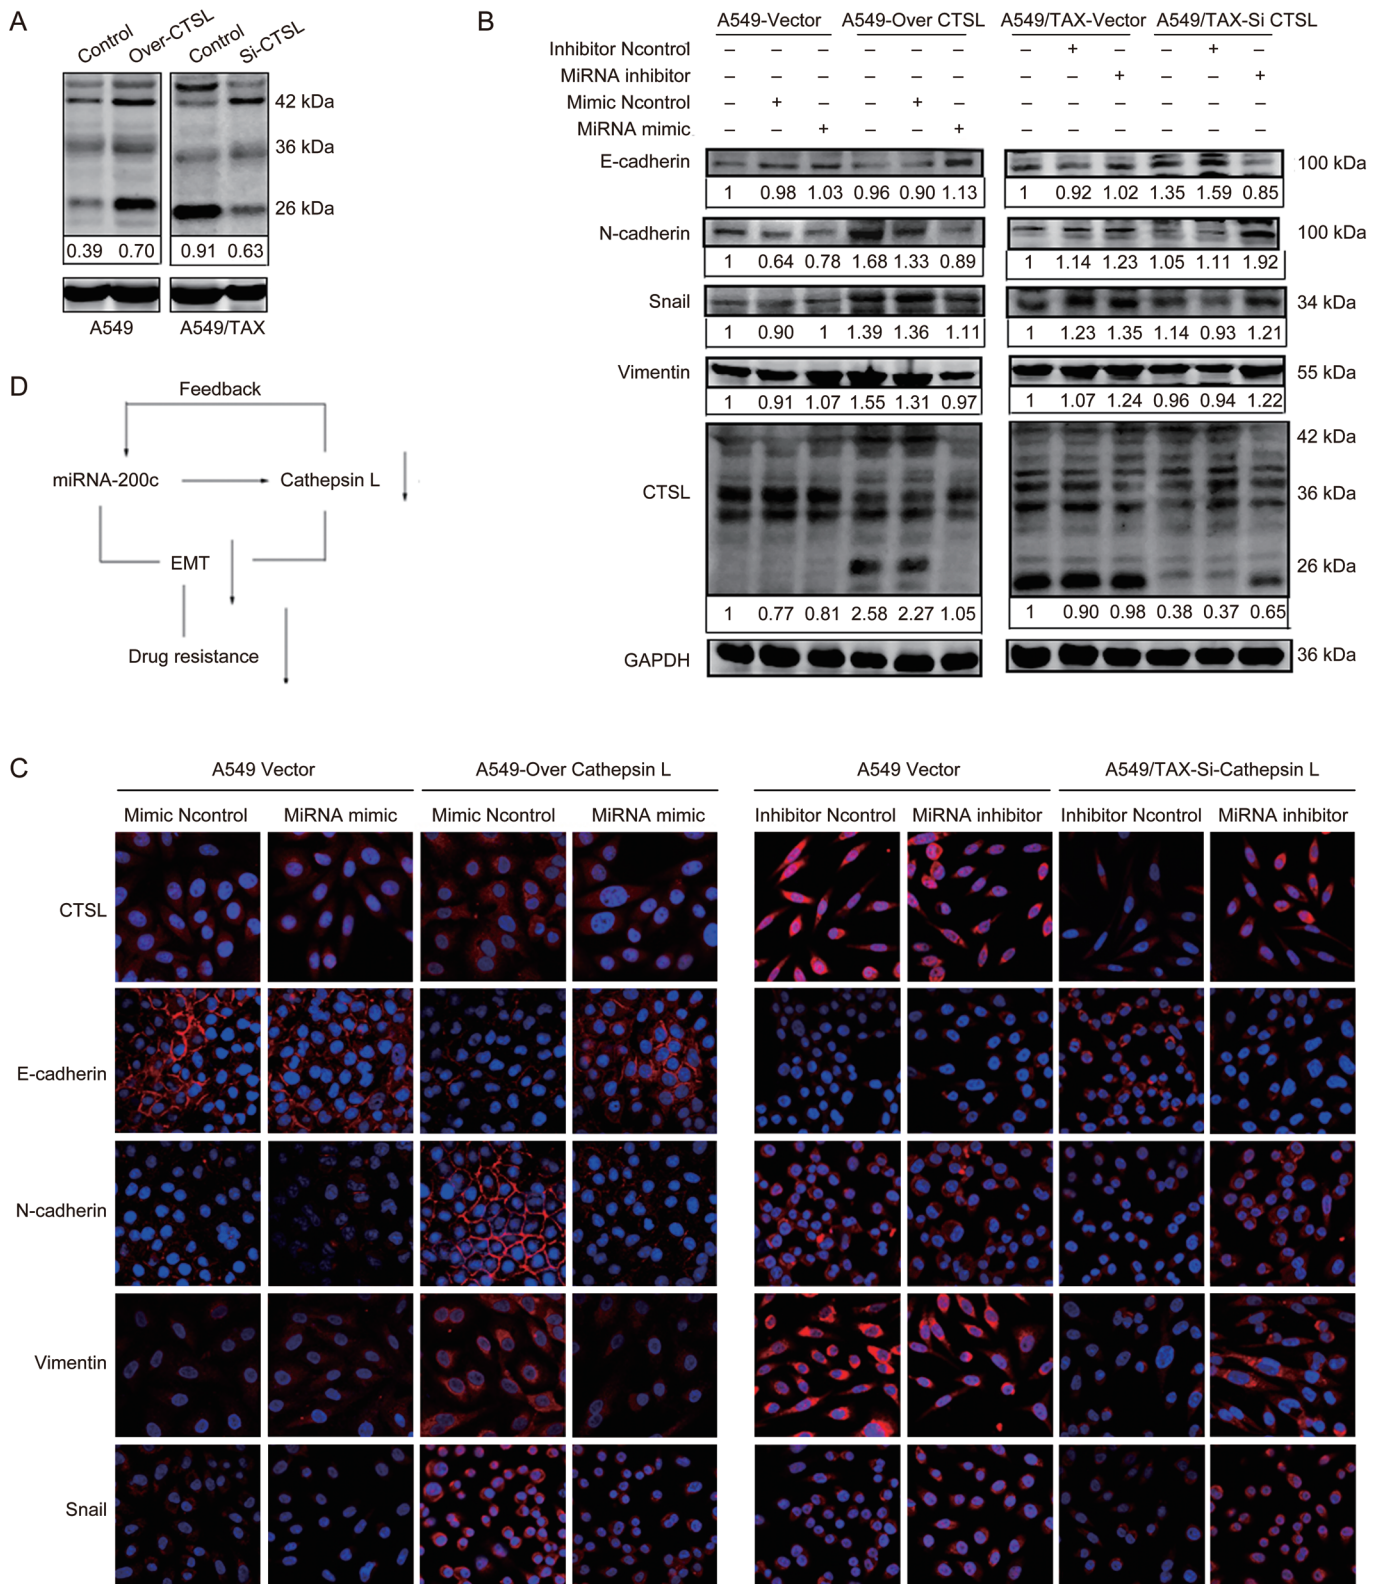 A
Control
Over-CTSL
Control
Si-CTSL
42 kDa
36 kDa
26 kDa
0.39 0.70 0.91 0.63
A549 A549/TAX
B
A549-Vector A549-Over CTSL A549/TAX-Vector A549/TAX-Si CTSL
Inhibitor Ncontrol – – – – – – – + – – + –
MiRNA inhibitor – – – – – – – – + – – +
Mimic Ncontrol – + – – + – – – – – – –
MiRNA mimic – – + – – + – – – – – –
E-cadherin 100 kDa
1 0.98 1.03 0.96 0.90 1.13 1 0.92 1.02 1.35 1.59 0.85
N-cadherin 100 kDa
1 0.64 0.78 1.68 1.33 0.89 1 1.14 1.23 1.05 1.11 1.92
Snail 34 kDa
1 0.90 1 1.39 1.36 1.11 1 1.23 1.35 1.14 0.93 1.21
Vimentin 55 kDa
1 0.91 1.07 1.55 1.31 0.97 1 1.07 1.24 0.96 0.94 1.22
42 kDa
CTSL 36 kDa
26 kDa
1 0.77 0.81 2.58 2.27 1.05 1 0.90 0.98 0.38 0.37 0.65
GAPDH 36 kDa
D
Feedback
miRNA-200c Cathepsin L
EMT
Drug resistance
C
A549 Vector A549-Over Cathepsin L A549 Vector A549/TAX-Si-Cathepsin L
Mimic Ncontrol MiRNA mimic Mimic Ncontrol MiRNA mimic Inhibitor Ncontrol MiRNA inhibitor Inhibitor Ncontrol MiRNA inhibitor
CTSL
E-cadherin
N-cadherin
Vimentin
Snail